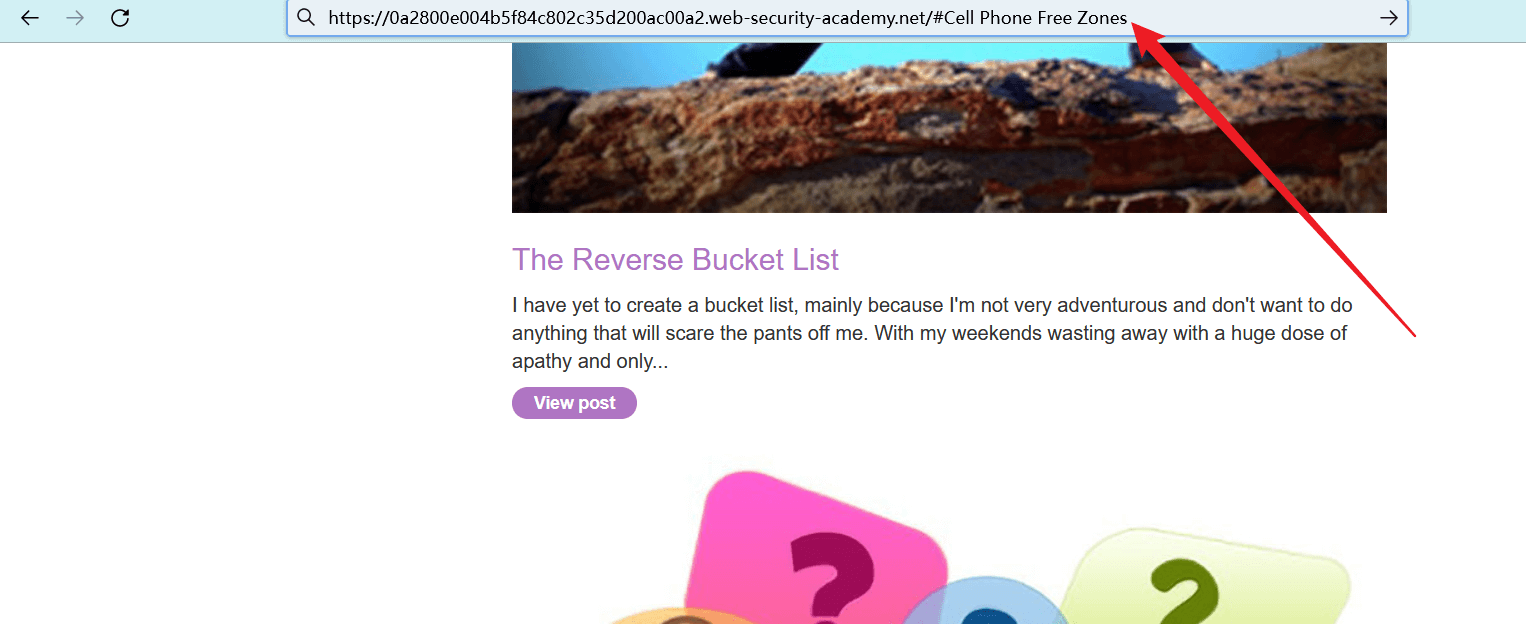 https://0a2800e004b5f84c802c35d200ac00a2.web-security-academy.net/#Cell Phone Free Zones
The Reverse Bucket List
I have yet to create a bucket list, mainly because I'm not very adventurous and don't want to do
anything that will scare the pants off me. With my weekends wasting away with a huge dose of
apathy and only...
View post
?
?